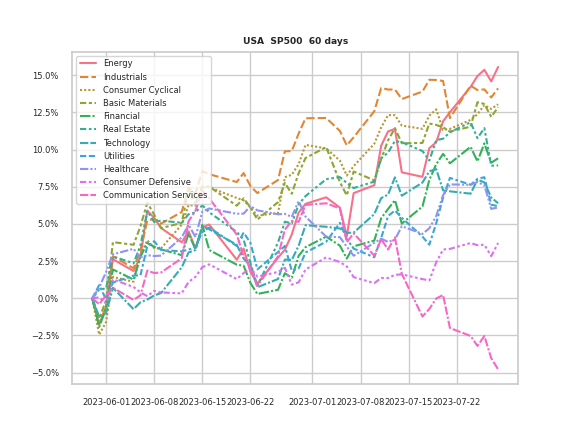 USA SP500 60 days
Energy
Industrials
Consumer Cyclical
Basic Materials
Financial
Real Estate
Technology
Utilities
Healthcare
Consumer Defensive
Communication Services
15.0%
12.5%
10.0%
7.5%
5.0%
2.5%
0.0%
−2.5%
−5.0%
2023-06-01 2023-06-08 2023-06-15 2023-06-22 2023-07-01 2023-07-08 2023-07-15 2023-07-22